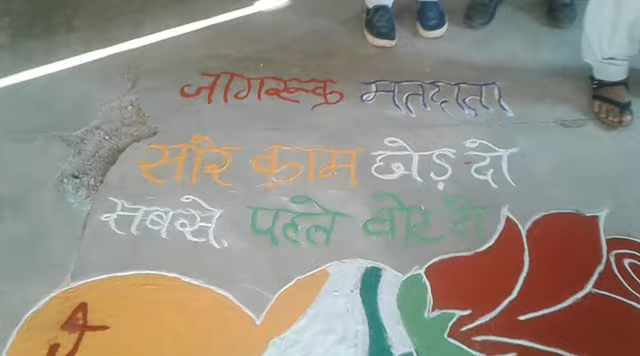 जागरूक मतदाता
सारे काम छोड़ दो
सबसे पहले वोट दो